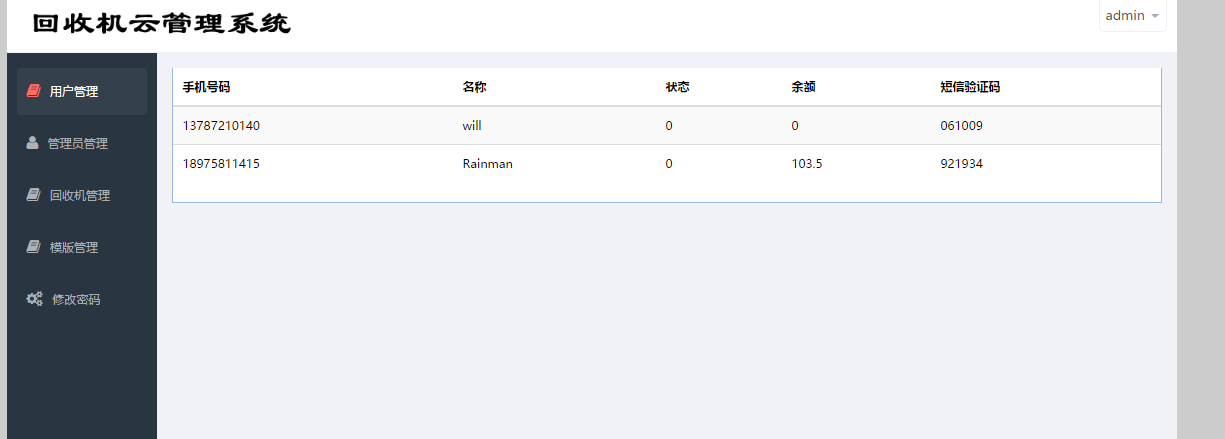 回收机云管理系统
admin
用户管理
管理员管理
回收机管理
模版管理
修改密码
手机号码 名称 状态 余额 短信验证码
13787210140 will 0 0 061009
18975811415 Rainman 0 103.5 921934